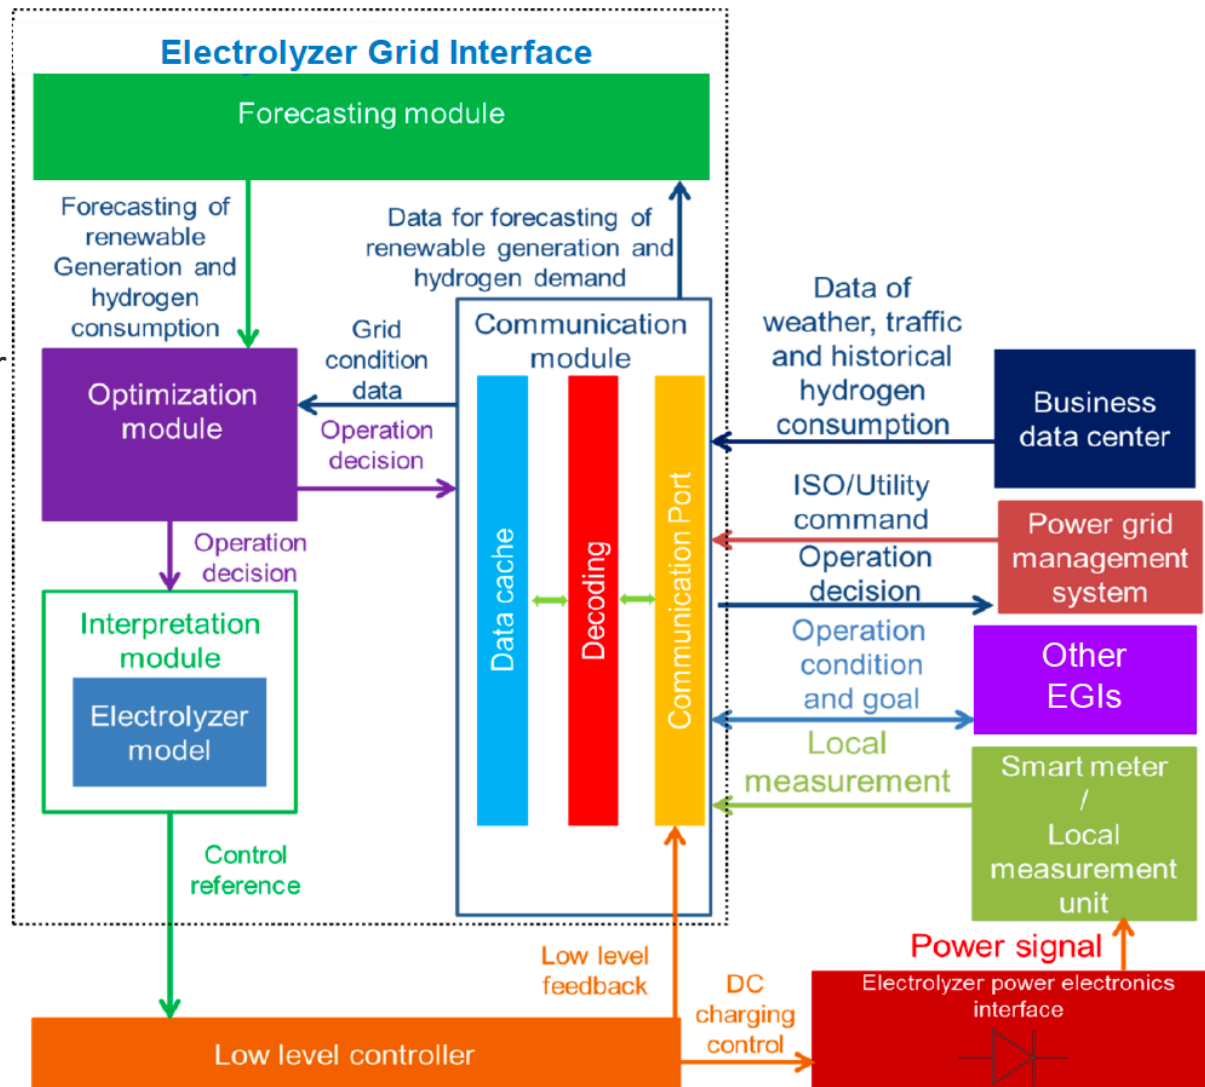 Electrolyzer Grid Interface
Forecasting module
Forecasting of
renewable
Generation and
hydrogen
consumption
Data for forecasting of
renewable generation and
hydrogen demand
Communication
module
Grid
condition
data
Optimization
module
Operation
decision
Operation
decision
Interpretation
module
Electrolyzer
model
Data cache
Decoding
Communication Port
Data of
weather, traffic
and historical
hydrogen
consumption
Business
data center
ISO/Utility
command
Power grid
management
system
Operation
decision
Operation
condition
and goal
Other
EGIs
Local
measurement
Smart meter
/
Local
measurement
unit
Control
reference
Low level
feedback
Power signal
DC
charging
control
Electrolyzer power electronics
interface
Low level controller